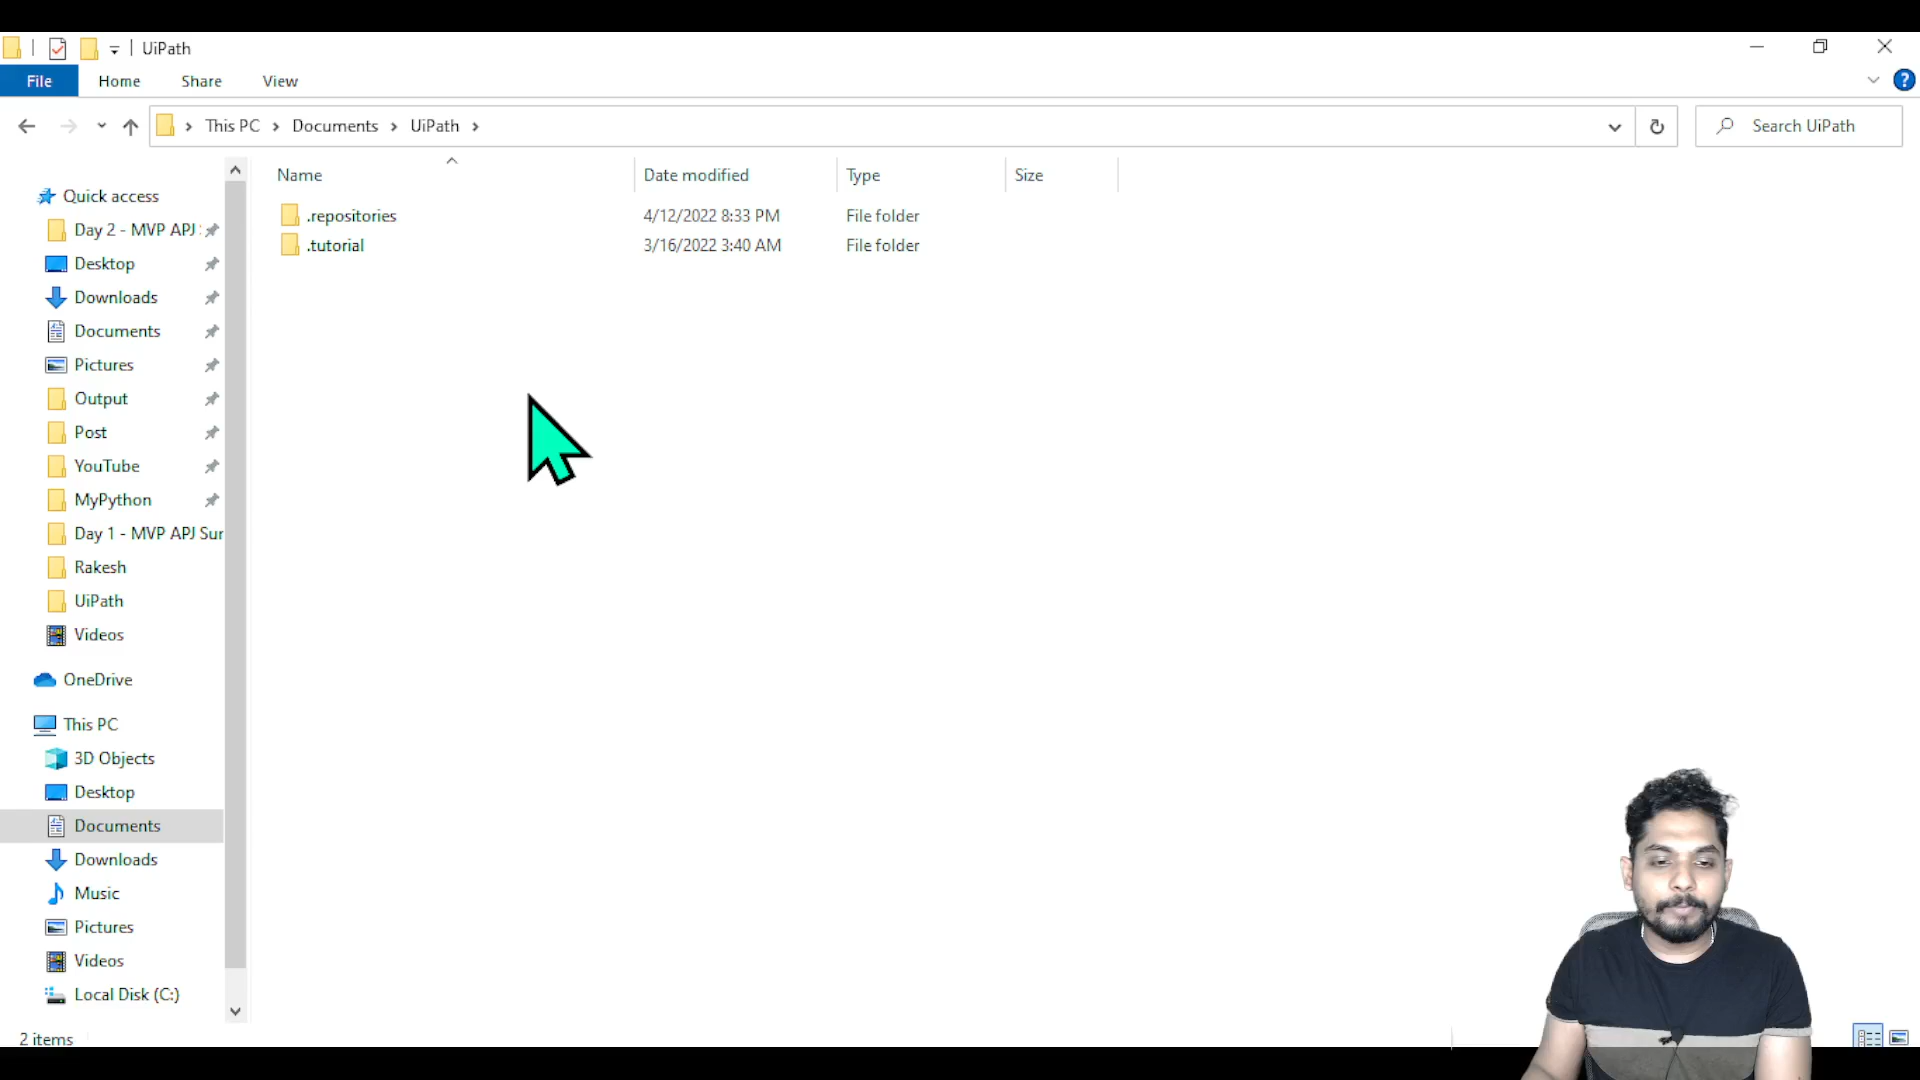 UiPath
File Home Share View ?
This PC Documents UiPath Search UiPath
Name Date modified Type Size
.repositories 4/12/2022 8:33 PM File folder
.tutorial 3/16/2022 3:40 AM File folder
Quick access
Day 2 - MVP APJ
Desktop
Downloads
Documents
Pictures
Output
Post
YouTube
MyPython
Day 1 - MVP APJ Sur
Rakesh
UiPath
Videos
OneDrive
This PC
3D Objects
Desktop
Documents
Downloads
Music
Pictures
Videos
Local Disk (C:)
2 items